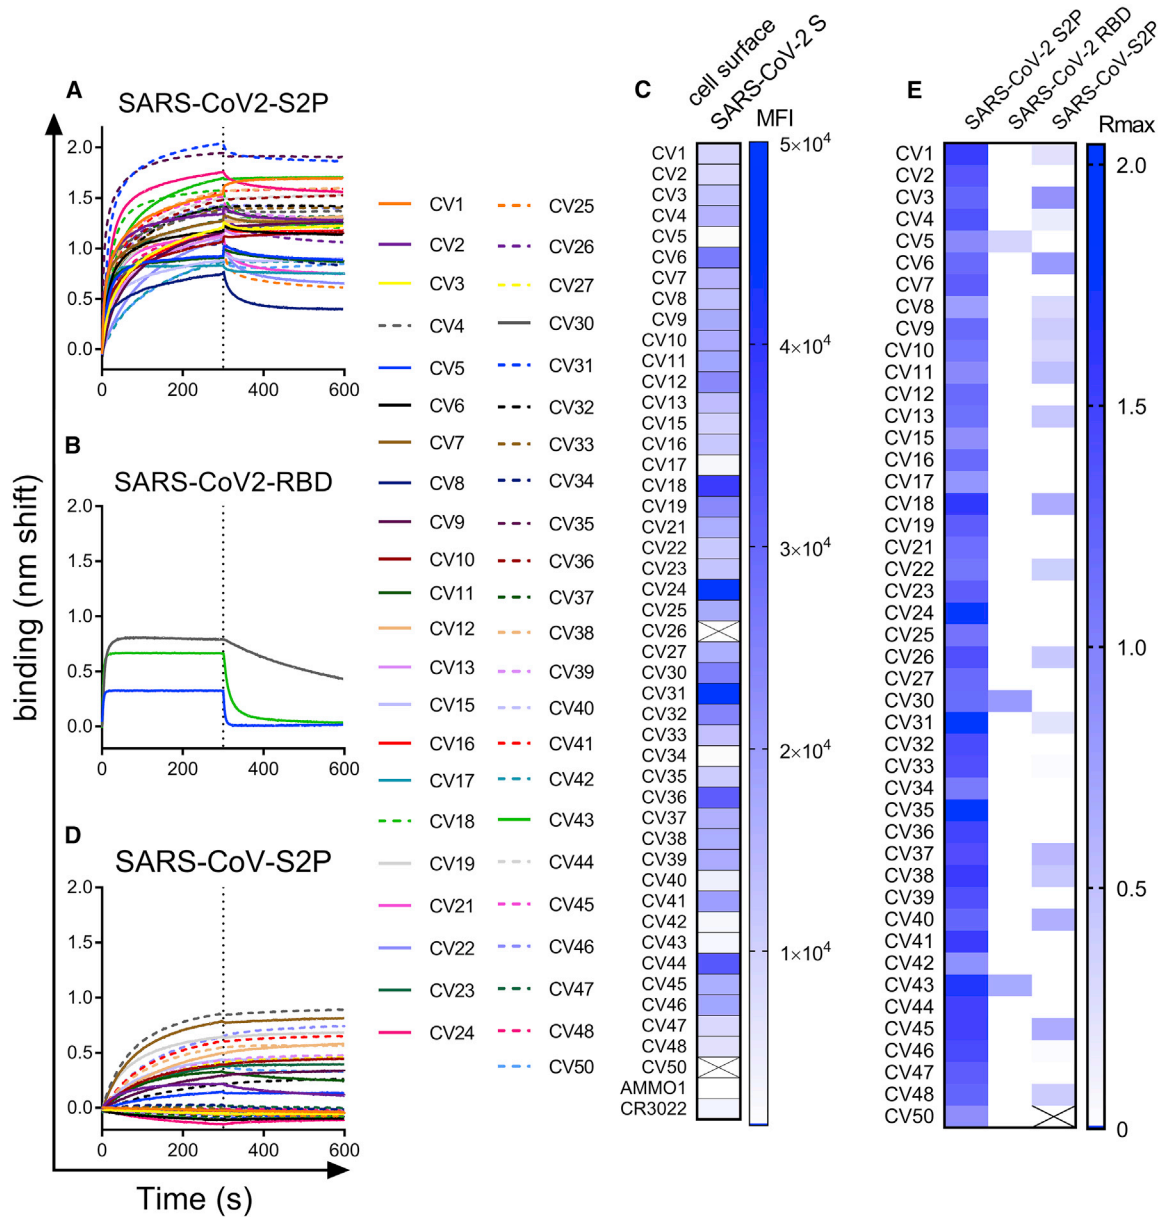 A
SARS-CoV2-S2P
2.0
1.5
1.0
0.5
0.0
0 200 400 600
B
SARS-CoV2-RBD
2.0
1.5
1.0
0.5
0.0
0 200 400 600
D
SARS-CoV-S2P
2.0
1.5
1.0
0.5
0.0
0 200 400 600
binding (nm shift)
Time (s)
CV1
CV2
CV3
CV4
CV5
CV6
CV7
CV8
CV9
CV10
CV11
CV12
CV13
CV15
CV16
CV17
CV18
CV19
CV21
CV22
CV23
CV24
CV25
CV26
CV27
CV30
CV31
CV32
CV33
CV34
CV35
CV36
CV37
CV38
CV39
CV40
CV41
CV42
CV43
CV44
CV45
CV46
CV47
CV48
CV50
C
cell surface
SARS-CoV-2 S
MFI
CV1
CV2
CV3
CV4
CV5
CV6
CV7
CV8
CV9
CV10
CV11
CV12
CV13
CV15
CV16
CV17
CV18
CV19
CV21
CV22
CV23
CV24
CV25
CV26
CV27
CV30
CV31
CV32
CV33
CV34
CV35
CV36
CV37
CV38
CV39
CV40
CV41
CV42
CV43
CV44
CV45
CV46
CV47
CV48
CV50
AMMO1
CR3022
5×10⁴
4×10⁴
3×10⁴
2×10⁴
1×10⁴
E
SARS-CoV-2 S2P
SARS-CoV-2 RBD
SARS-CoV-S2P
Rmax
CV1
CV2
CV3
CV4
CV5
CV6
CV7
CV8
CV9
CV10
CV11
CV12
CV13
CV15
CV16
CV17
CV18
CV19
CV21
CV22
CV23
CV24
CV25
CV26
CV27
CV30
CV31
CV32
CV33
CV34
CV35
CV36
CV37
CV38
CV39
CV40
CV41
CV42
CV43
CV44
CV45
CV46
CV47
CV48
CV50
2.0
1.5
1.0
0.5
0